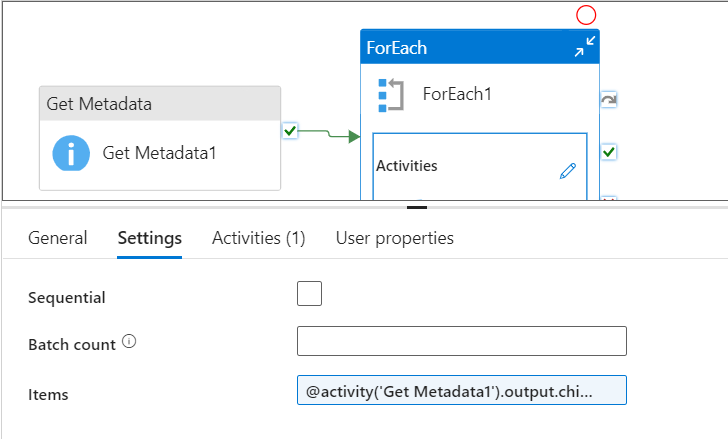 ForEach
Get Metadata
ForEach1
Get Metadata1
Activities
General Settings Activities (1) User properties
Sequential
Batch count
Items @activity('Get Metadata1').output.chi...